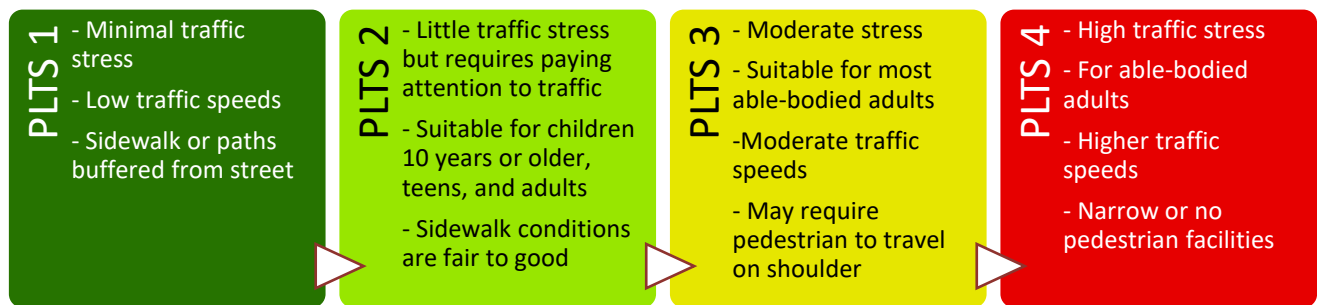 PLTS 1
- Minimal traffic
stress
- Low traffic speeds
- Sidewalk or paths
buffered from street
PLTS 2
- Little traffic stress
but requires paying
attention to traffic
- Suitable for children
10 years or older,
teens, and adults
- Sidewalk conditions
are fair to good
PLTS 3
- Moderate stress
- Suitable for most
able-bodied adults
-Moderate traffic
speeds
- May require
pedestrian to travel
on shoulder
PLTS 4
- High traffic stress
- For able-bodied
adults
- Higher traffic
speeds
- Narrow or no
pedestrian facilities